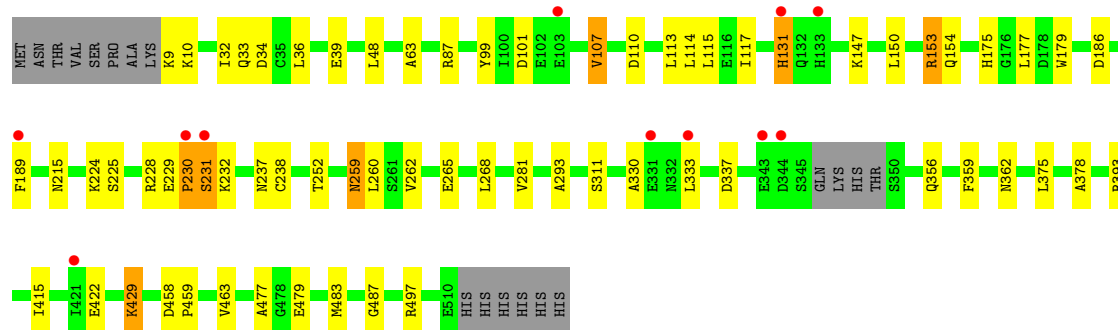 MET ASN THR VAL SER PRO ALA LYS K9 K10 I32 Q33 D34 C35 L36 E39 L48 A63 R87 Y99 I100 D101 E102 E103 V107 D110 L113 L114 L115 E116 I117 H131 Q132 H133 K147 L150 R153 Q154 H175 G176 L177 D178 W179 D186
F189 N215 K224 S225 R228 E229 P230 S231 K232 N237 C238 T252 N259 L260 S261 V262 E265 L268 V281 A293 S311 A330 E331 N332 L333 D337 E343 D344 S345 GLN LYS HIS THR S350 Q356 F359 N362 L375 A378
I415 I421 E422 K429 D458 P459 V463 A477 G478 E479 M483 G487 R497 E510 HIS HIS HIS HIS HIS HIS